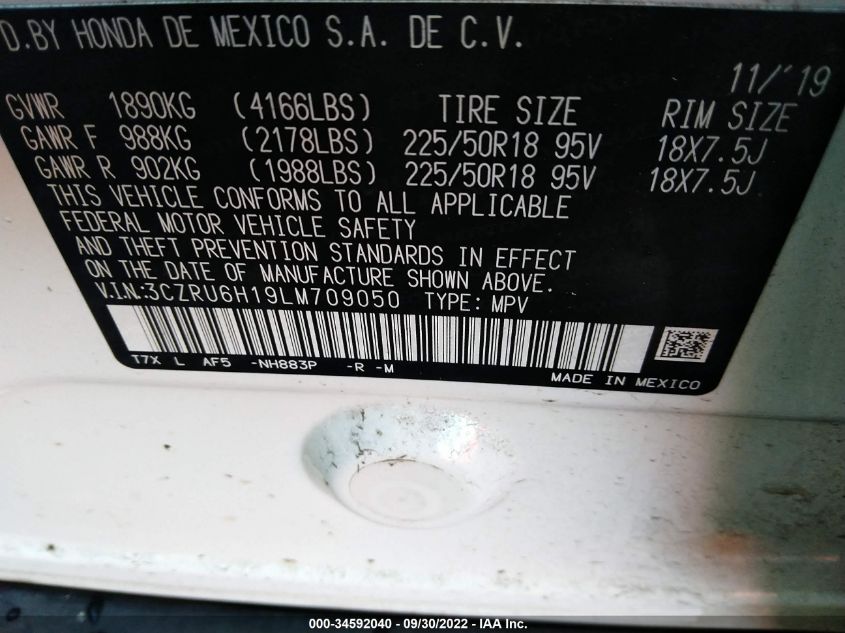 D.BY HONDA DE MEXICO S.A. DE C.V.
11/'19
GVWR 1890KG (4166LBS) TIRE SIZE RIM SIZE
GAWR F 988KG (2178LBS) 225/50R18 95V 18X7.5J
GAWR R 902KG (1988LBS) 225/50R18 95V 18X7.5J
THIS VEHICLE CONFORMS TO ALL APPLICABLE
FEDERAL MOTOR VEHICLE SAFETY
AND THEFT PREVENTION STANDARDS IN EFFECT
ON THE DATE OF MANUFACTURE SHOWN ABOVE.
V.I.N:3CZRU6H19LM709050 TYPE: MPV
T7X L AF5 -NH883P -R -M
MADE IN MEXICO
000-34592040 - 09/30/2022 - IAA Inc.